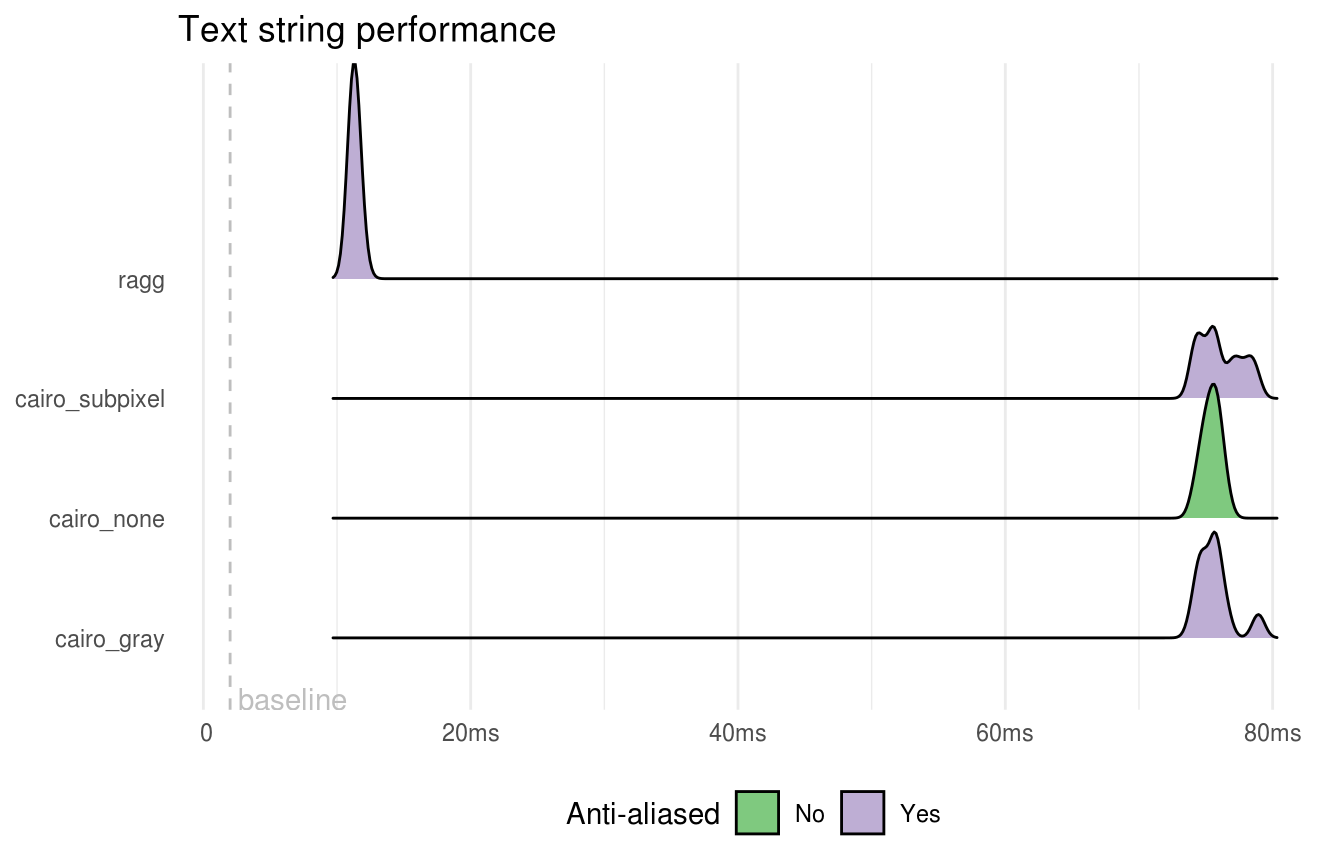 Text string performance
ragg
cairo_subpixel
cairo_none
cairo_gray
baseline
0 20ms 40ms 60ms 80ms
Anti-aliased No Yes